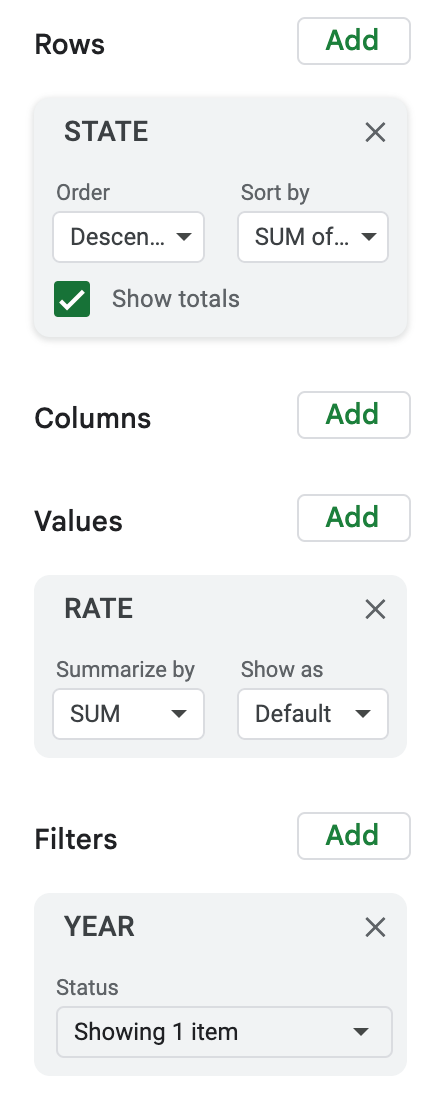 Rows Add
STATE
Order Sort by
Descen... SUM of...
Show totals
Columns Add
Values Add
RATE
Summarize by Show as
SUM Default
Filters Add
YEAR
Status
Showing 1 item